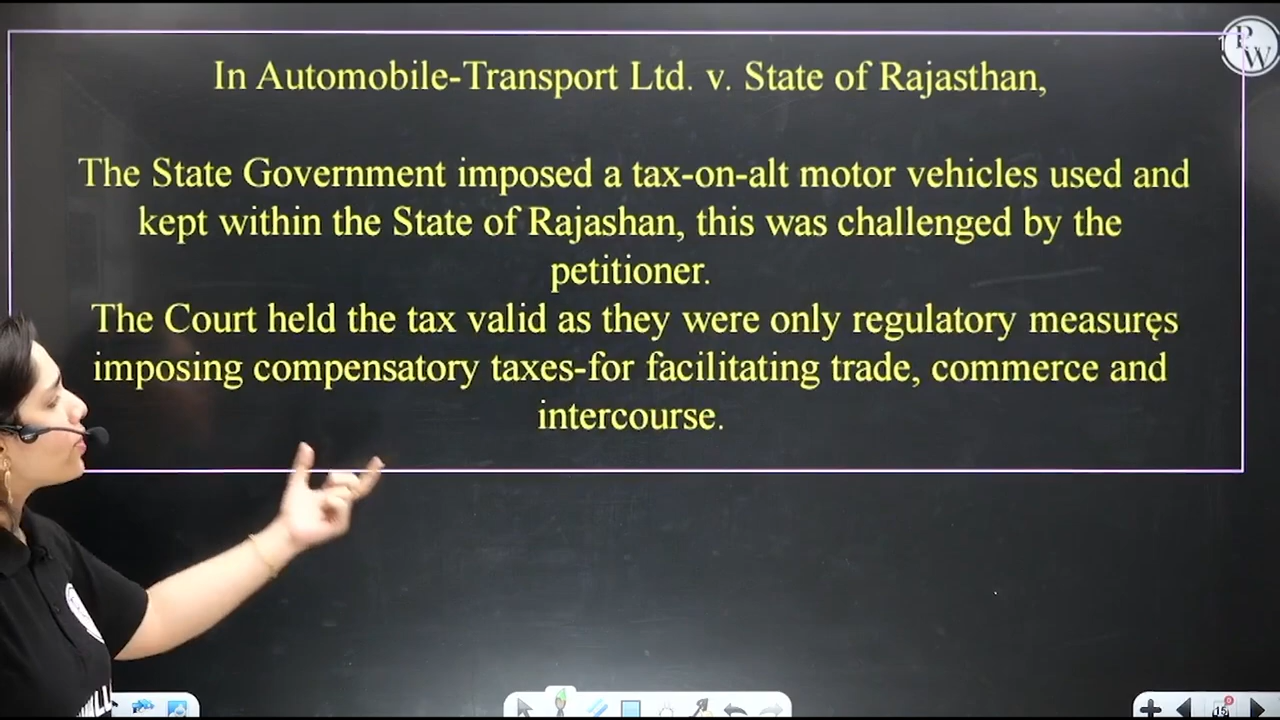 In Automobile-Transport Ltd. v. State of Rajasthan,
The State Government imposed a tax-on-alt motor vehicles used and
kept within the State of Rajashan, this was challenged by the
petitioner.
The Court held the tax valid as they were only regulatory measures
imposing compensatory taxes-for facilitating trade, commerce and
intercourse.
PW